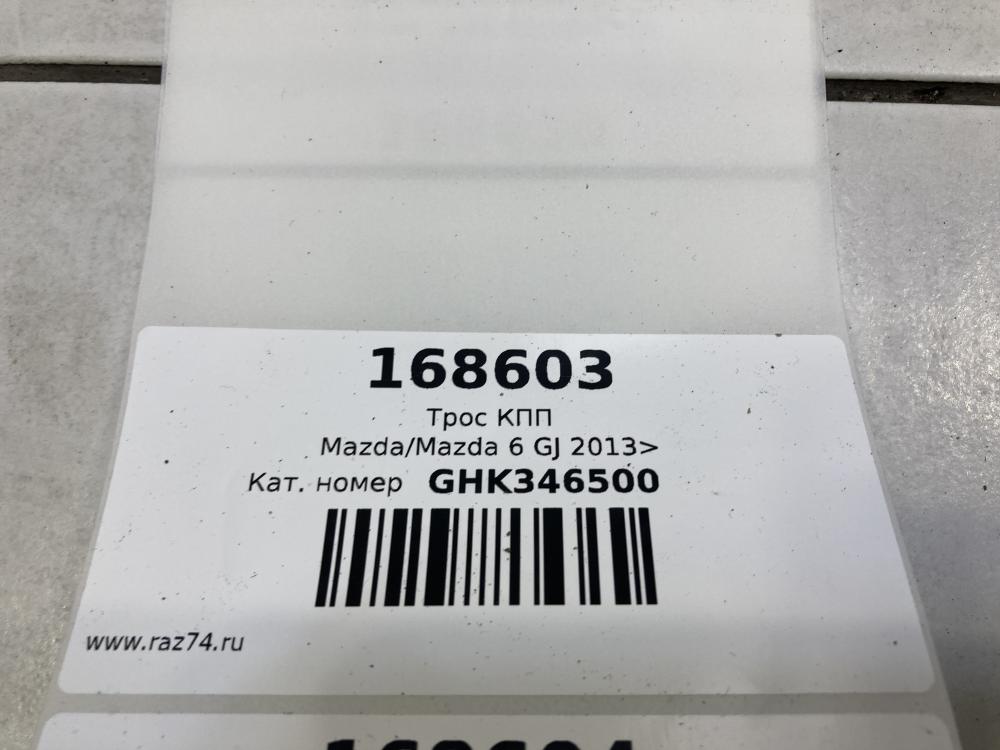 168603
Трос КПП
Mazda/Mazda 6 GJ 2013>
Кат. номер GHK346500
www.raz74.ru